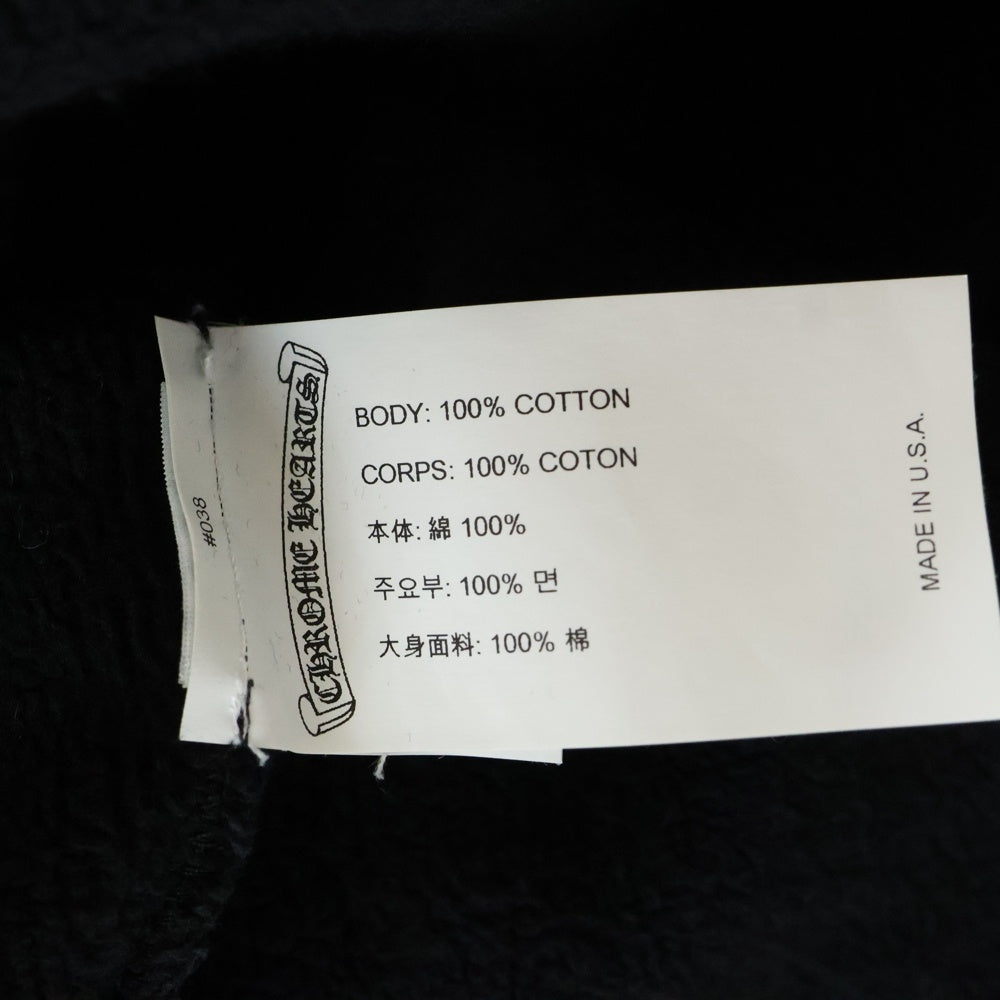 #038
CHROME HEARTS
BODY: 100% COTTON
CORPS: 100% COTON
本体: 綿 100%
주요부: 100% 면
大身面料: 100% 棉
MADE IN U.S.A.